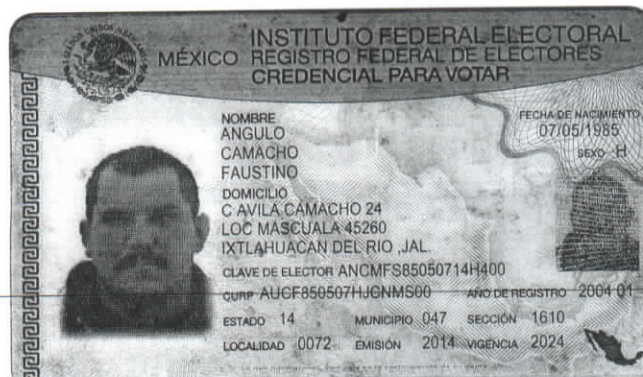 MÉXICO
INSTITUTO FEDERAL ELECTORAL
REGISTRO FEDERAL DE ELECTORES
CREDENCIAL PARA VOTAR
NOMBRE
ANGULO
CAMACHO
FAUSTINO
FECHA DE NACIMIENTO
07/05/1985
SEXO H
DOMICILIO
C AVILA CAMACHO 24
LOC MASCUALA 45260
IXTLAHUACAN DEL RIO ,JAL.
CLAVE DE ELECTOR ANCMFS85050714H400
CURP AUCF850507HJCNMS00 AÑO DE REGISTRO 2004 01
ESTADO 14 MUNICIPIO 047 SECCIÓN 1610
LOCALIDAD 0072 EMISIÓN 2014 VIGENCIA 2024